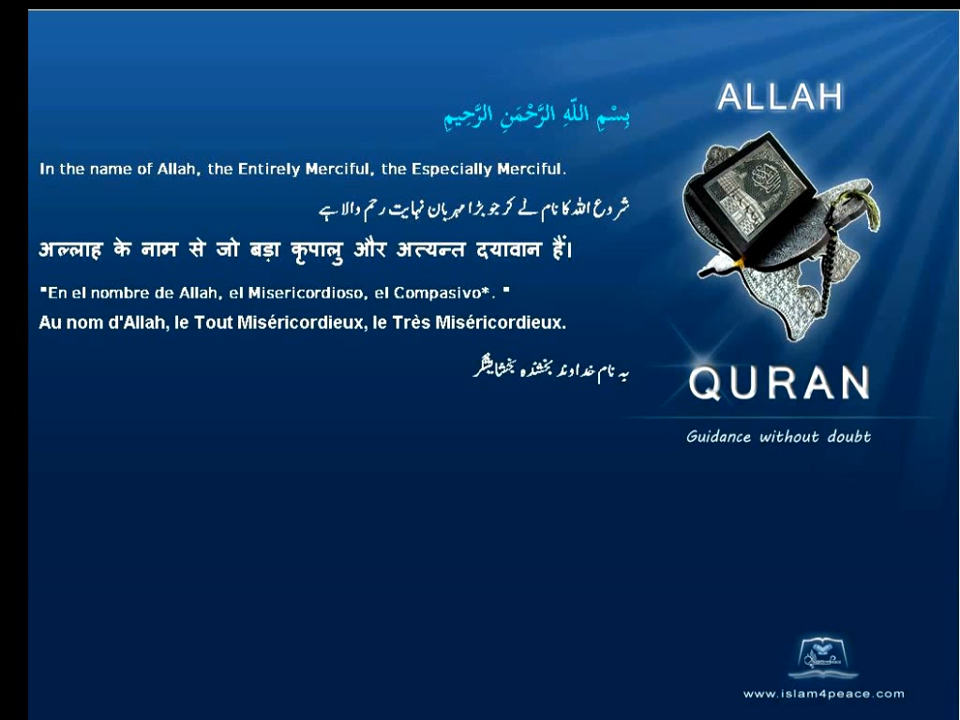 بِسْمِ اللّهِ الرَّحْمَنِ الرَّحِيمِ
In the name of Allah, the Entirely Merciful, the Especially Merciful.
شروع اللہ کا نام لے کر جو بڑا مہربان نہایت رحم والا ہے
अल्लाह के नाम से जो बड़ा कृपालु और अत्यन्त दयावान हैं।
"En el nombre de Allah, el Misericordioso, el Compasivo*. "
Au nom d'Allah, le Tout Miséricordieux, le Très Miséricordieux.
به نام خداوند بخشنده بخشایشگر
ALLAH
QURAN
Guidance without doubt
www.islam4peace.com